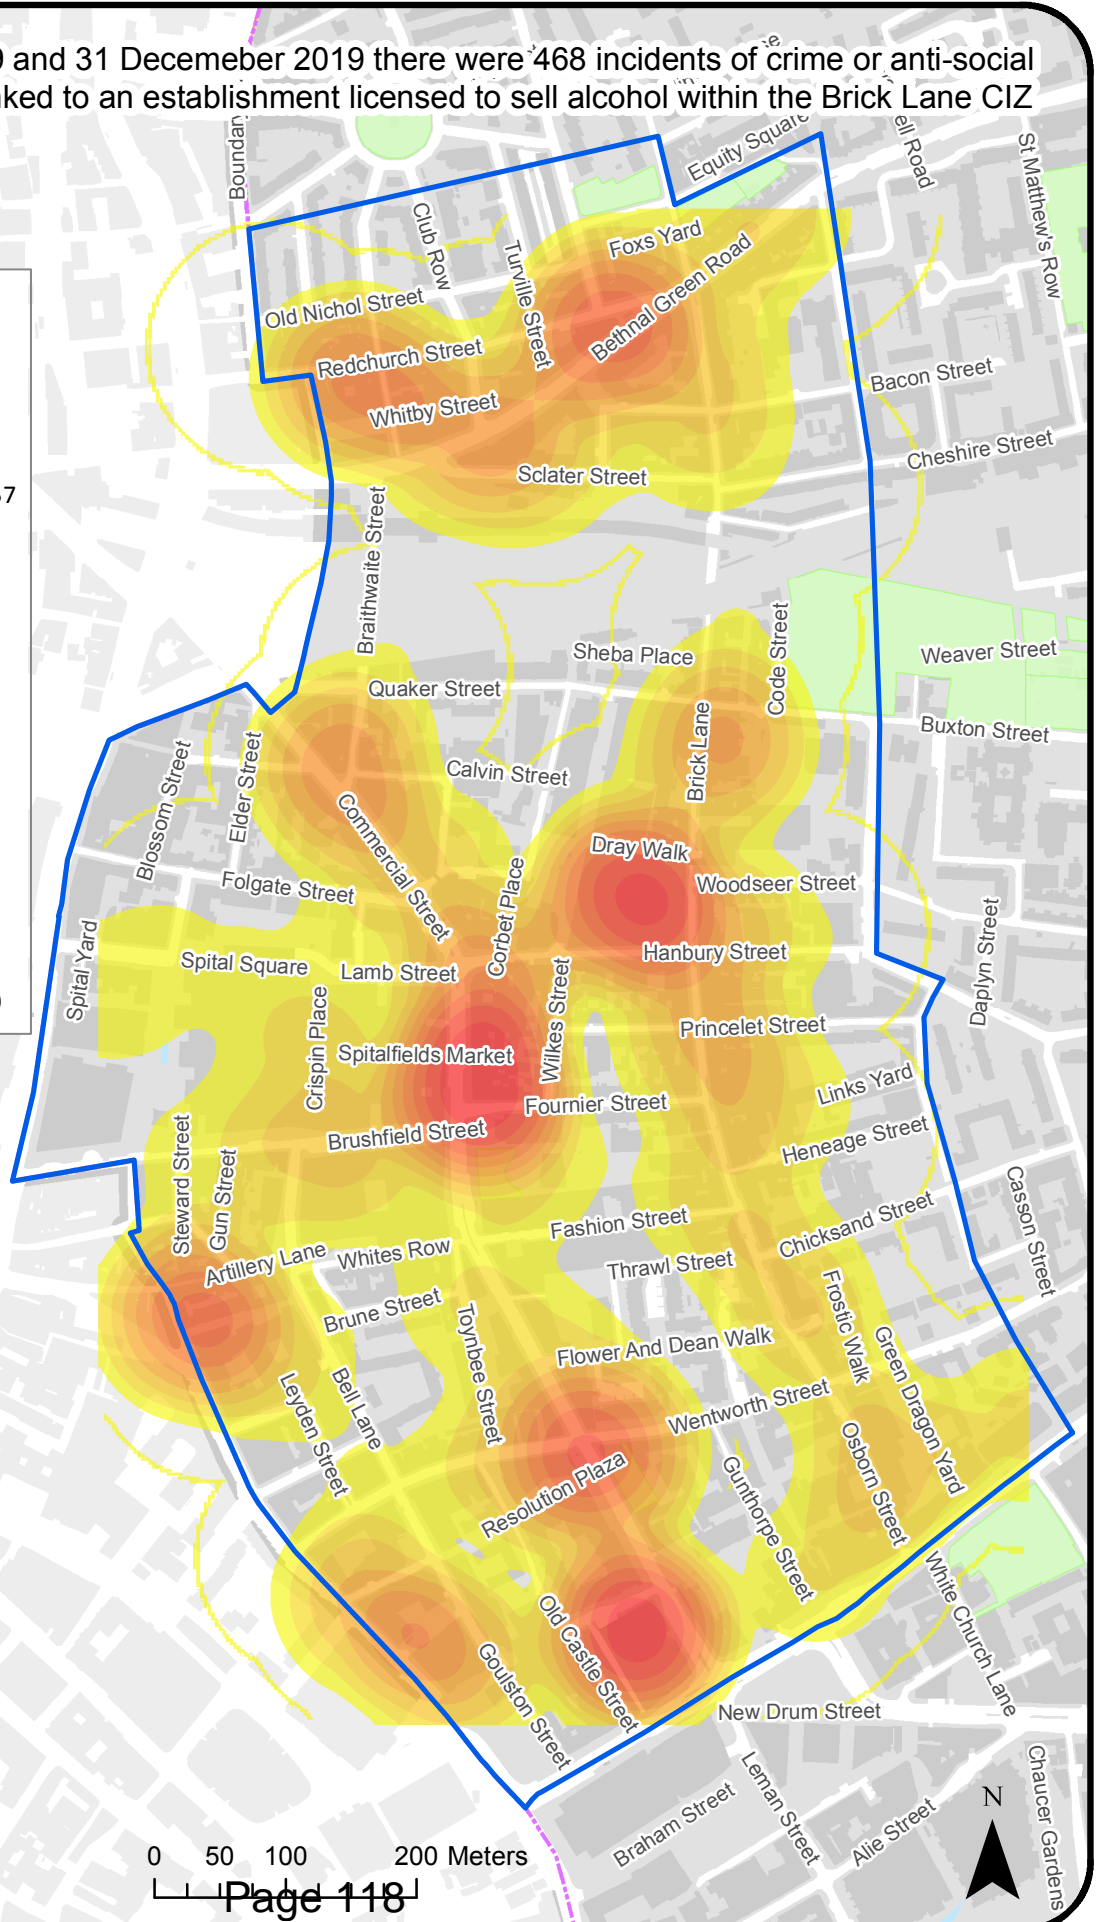 9 and 31 Decemeber 2019 there were 468 incidents of crime or anti-social
nked to an establishment licensed to sell alcohol within the Brick Lane CIZ
Boundar
Equity Square
ell Road
St Matthew's Row
Club Row
Turville Street
Foxs Yard
Bethnal Green Road
Old Nichol Street
Redchurch Street
Whitby Street
Bacon Street
Cheshire Street
Sclater Street
57
Braithwaite Street
Sheba Place
Code Street
Weaver Street
Quaker Street
Brick Lane
Buxton Street
Blossom Street
Elder Street
Calvin Street
Commercial Street
Dray Walk
Folgate Street
Corbet Place
Woodseer Street
Spital Yard
Spital Square
Lamb Street
Hanbury Street
Daplyn Street
Crispin Place
Spitalfields Market
Wilkes Street
Princelet Street
Links Yard
Fournier Street
Brushfield Street
Heneage Street
Steward Street
Gun Street
Casson Street
Fashion Street
Chicksand Street
Artillery Lane
Whites Row
Thrawl Street
Brune Street
Frostic Walk
Toynbee Street
Flower And Dean Walk
Green Dragon Yard
Leyden Street
Bell Lane
Wentworth Street
Osborn Street
Resolution Plaza
Gunthorpe Street
White Church Lane
Old Castle Street
Goulston Street
New Drum Street
Leman Street
Braham Street
Alie Street
Chaucer Gardens
N
0 50 100 200 Meters
Page 118